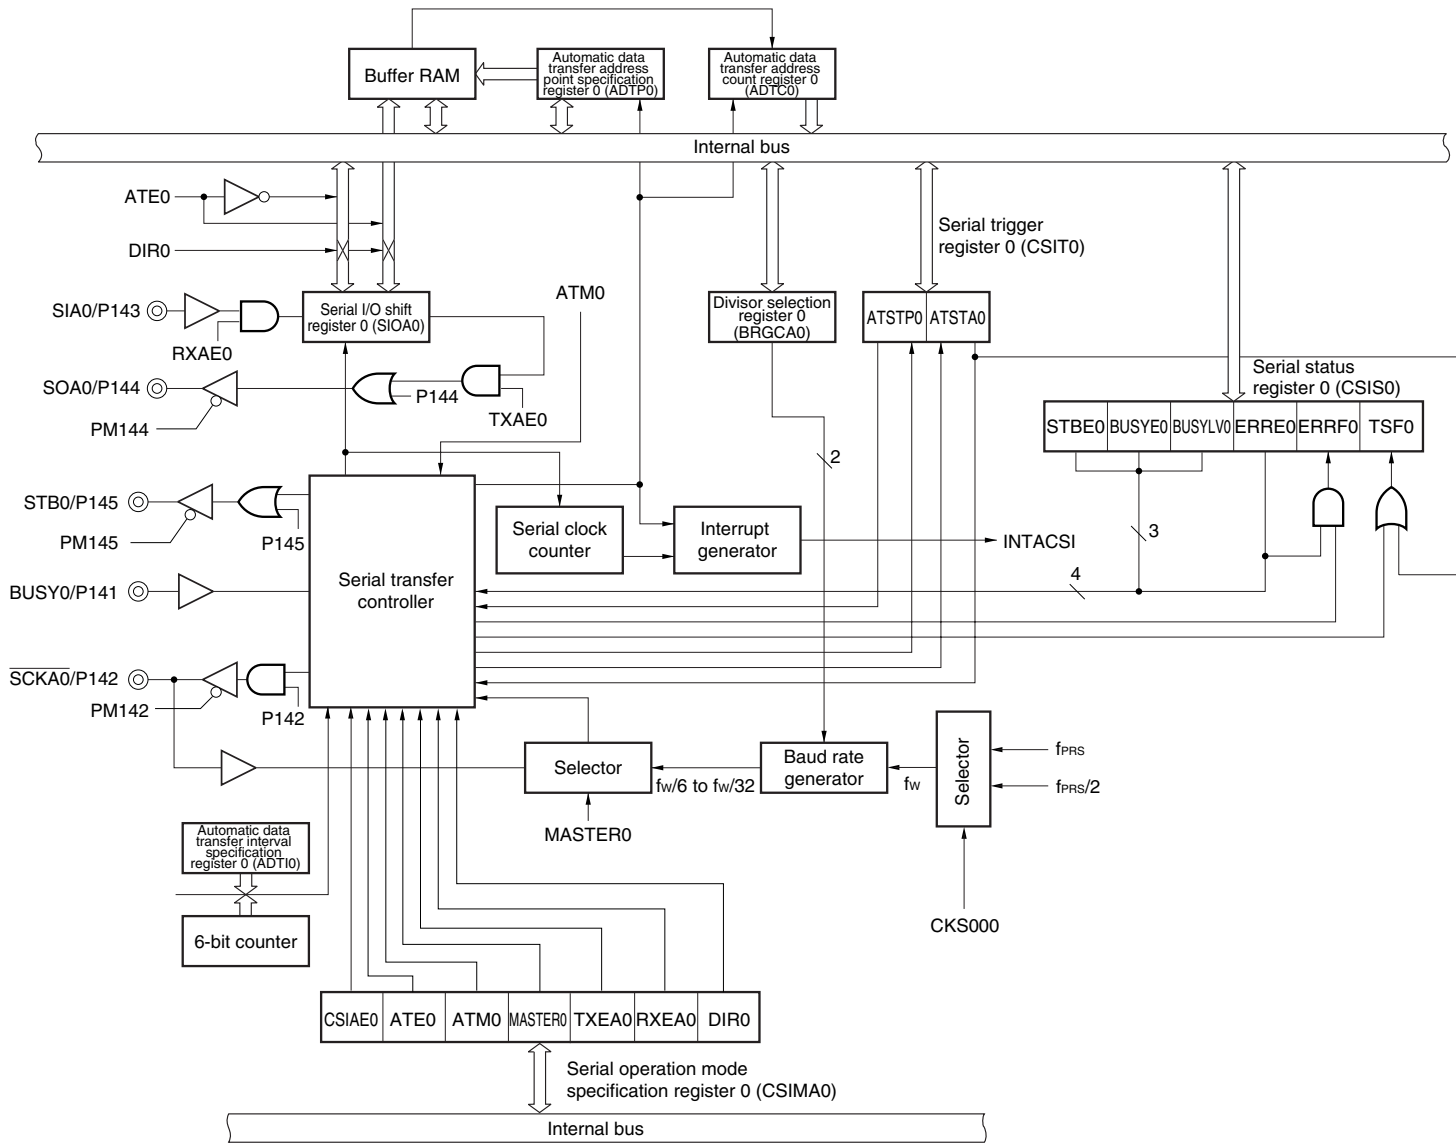 Buffer RAM
Automatic data
transfer address
point specification
register 0 (ADTP0)
Automatic data
transfer address
count register 0
(ADTC0)
Internal bus
ATE0
DIR0
SIA0/P143
RXAE0
Serial I/O shift
register 0 (SIOA0)
ATM0
Divisor selection
register 0
(BRGCA0)
Serial trigger
register 0 (CSIT0)
ATSTP0
ATSTA0
SOA0/P144
PM144
P144
TXAE0
Serial status
register 0 (CSIS0)
STBE0
BUSYE0
BUSYLV0
ERRE0
ERRF0
TSF0
2
3
4
STB0/P145
PM145
P145
Serial clock
counter
Interrupt
generator
INTACSI
BUSY0/P141
Serial transfer
controller
SCKA0/P142
PM142
P142
Selector
MASTER0
fW/6 to fW/32
Baud rate
generator
fW
Selector
fPRS
fPRS/2
CKS000
Automatic data
transfer interval
specification
register 0 (ADTI0)
6-bit counter
CSIAE0
ATE0
ATM0
MASTER0
TXEA0
RXEA0
DIR0
Serial operation mode
specification register 0 (CSIMA0)
Internal bus